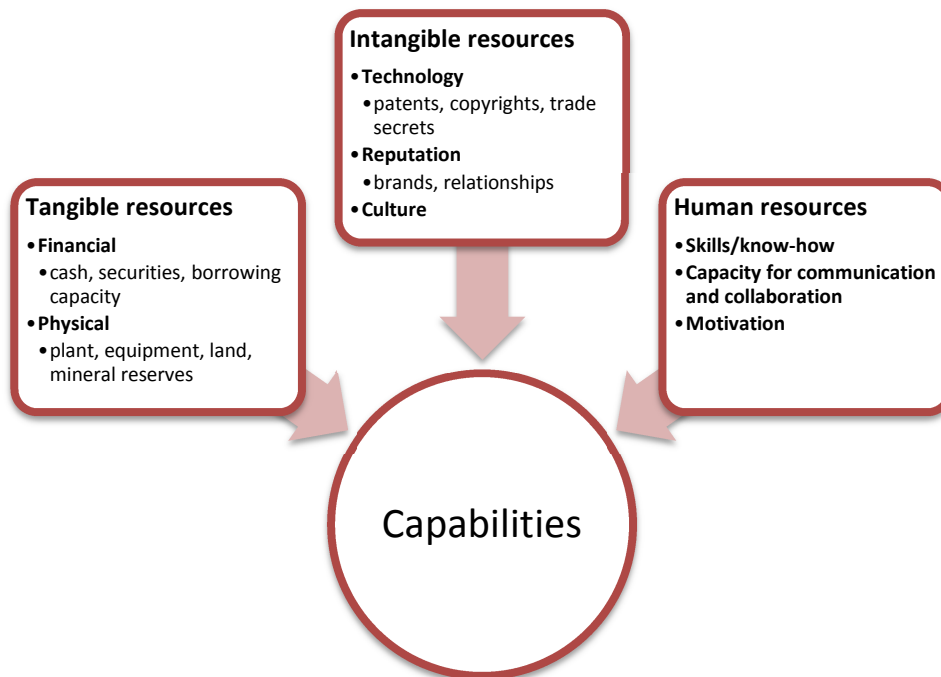 Intangible resources
•Technology
•patents, copyrights, trade
secrets
•Reputation
•brands, relationships
•Culture
Tangible resources
•Financial
•cash, securities, borrowing
capacity
•Physical
•plant, equipment, land,
mineral reserves
Human resources
•Skills/know-how
•Capacity for communication
and collaboration
•Motivation
Capabilities